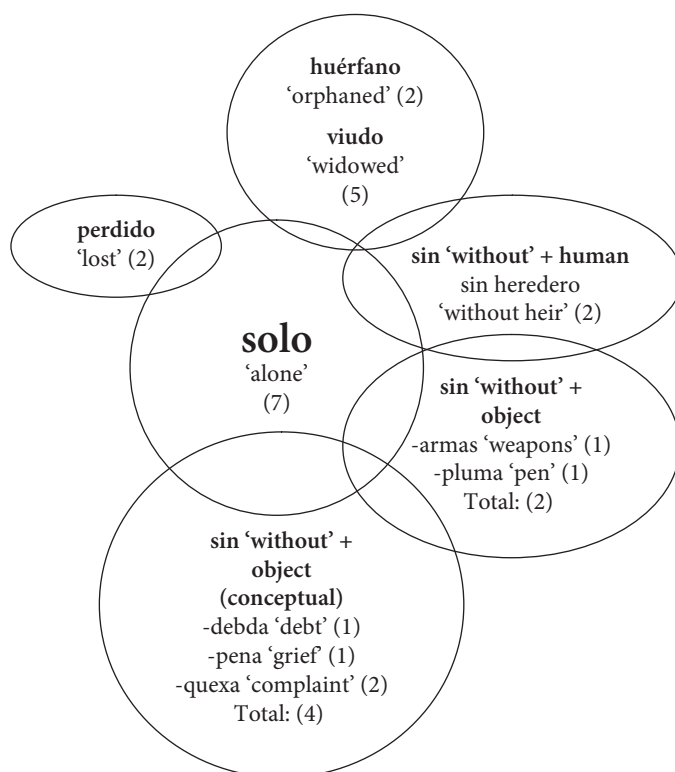 huérfano
‘orphaned’ (2)
viudo
‘widowed’
(5)
perdido
‘lost’ (2)
sin ‘without’ + human
sin heredero
‘without heir’ (2)
solo
‘alone’
(7)
sin ‘without’ +
object
-armas ‘weapons’ (1)
-pluma ‘pen’ (1)
Total: (2)
sin ‘without’ +
object
(conceptual)
-debda ‘debt’ (1)
-pena ‘grief’ (1)
-quexa ‘complaint’ (2)
Total: (4)